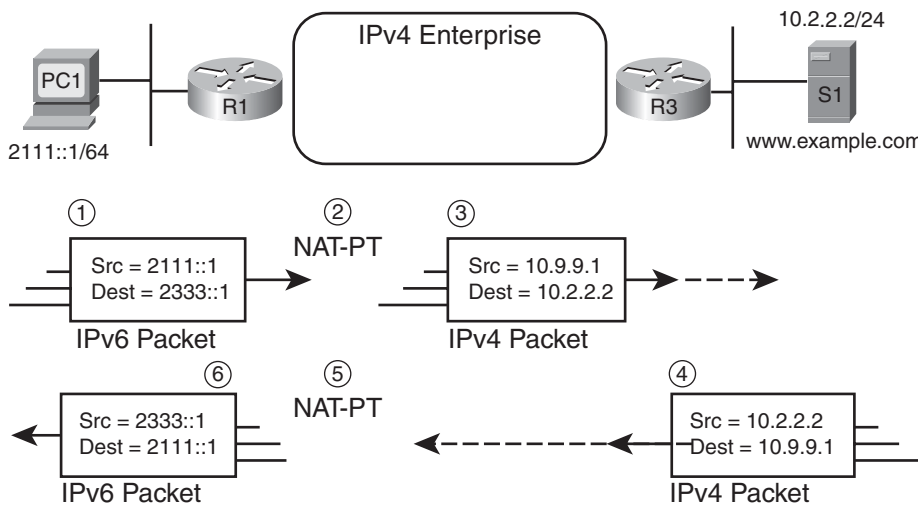 IPv4 Enterprise
10.2.2.2/24
PC1
R1
R3
S1
2111::1/64
www.example.com
1
2
3
NAT-PT
Src = 2111::1
Dest = 2333::1
Src = 10.9.9.1
Dest = 10.2.2.2
IPv6 Packet
IPv4 Packet
6
5
4
NAT-PT
Src = 2333::1
Dest = 2111::1
Src = 10.2.2.2
Dest = 10.9.9.1
IPv6 Packet
IPv4 Packet